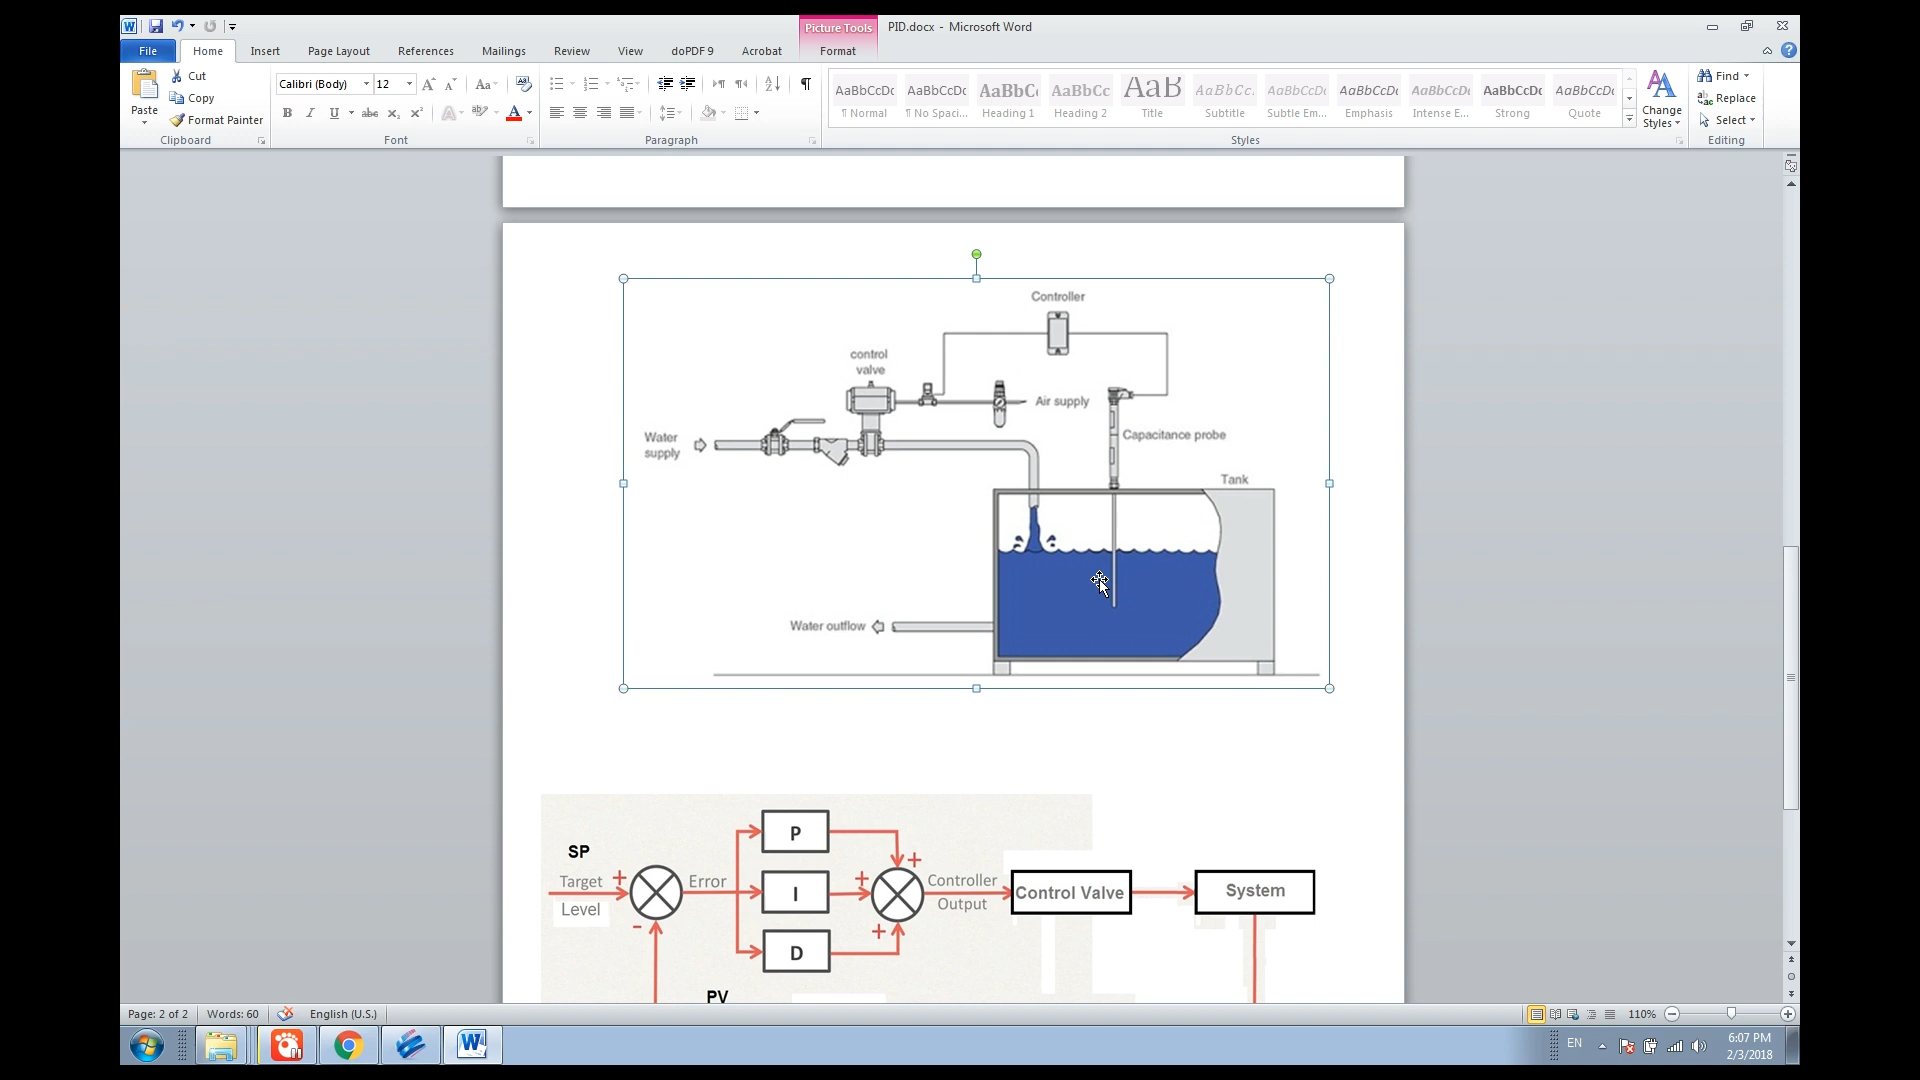 Picture Tools
PID.docx - Microsoft Word
File Home Insert Page Layout References Mailings Review View doPDF 9 Acrobat Format
Paste
Cut
Copy
Format Painter
Clipboard
Calibri (Body) 12
Font
Paragraph
AaBbCcDc AaBbCcDc AaBbC AaBbCc AaB AaBbCc. AaBbCcDc AaBbCcDc AaBbCcDc AaBbCcDc AaBbCcDc
¶ Normal ¶ No Spaci... Heading 1 Heading 2 Title Subtitle Subtle Em... Emphasis Intense E... Strong Quote
Styles
Change
Styles
Find
Replace
Select
Editing
Controller
control
valve
Air supply
Water
supply
Capacitance probe
Tank
Water outflow
SP
Target
Level
+
-
Error
P
I
D
+
+
+
Controller
Output
Control Valve
System
PV
Page: 2 of 2 Words: 60 English (U.S.) 110%
EN
6:07 PM
2/3/2018